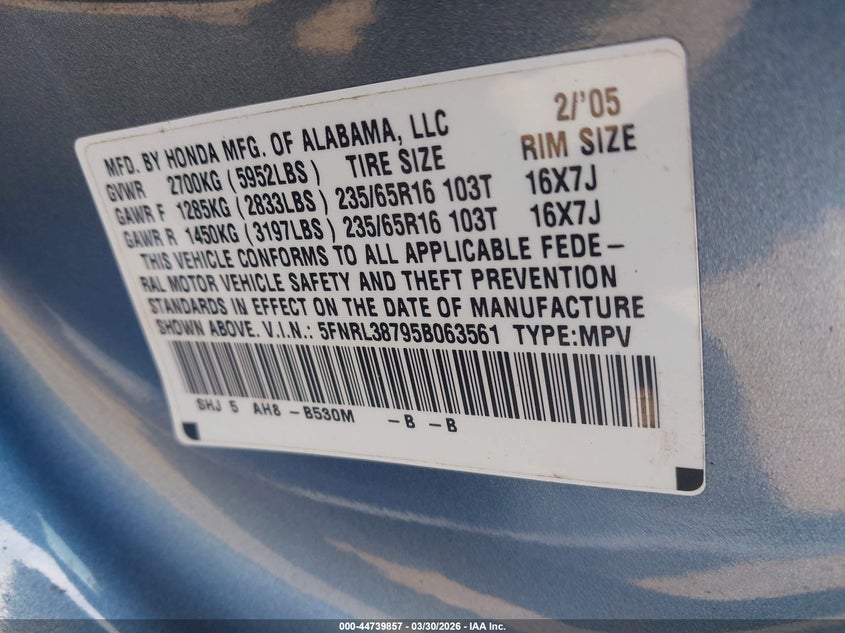 2/'05
MFD. BY HONDA MFG. OF ALABAMA, LLC
GVWR 2700KG (5952LBS) TIRE SIZE RIM SIZE
GAWR F 1285KG (2833LBS) 235/65R16 103T 16X7J
GAWR R 1450KG (3197LBS) 235/65R16 103T 16X7J
THIS VEHICLE CONFORMS TO ALL APPLICABLE FEDE-
RAL MOTOR VEHICLE SAFETY AND THEFT PREVENTION
STANDARDS IN EFFECT ON THE DATE OF MANUFACTURE
SHOWN ABOVE. V.I.N.: 5FNRL38795B063561 TYPE:MPV
SHJ 5 AH8 -B530M -B -B
000-44739857 | 03/30/2026 - IAA Inc.